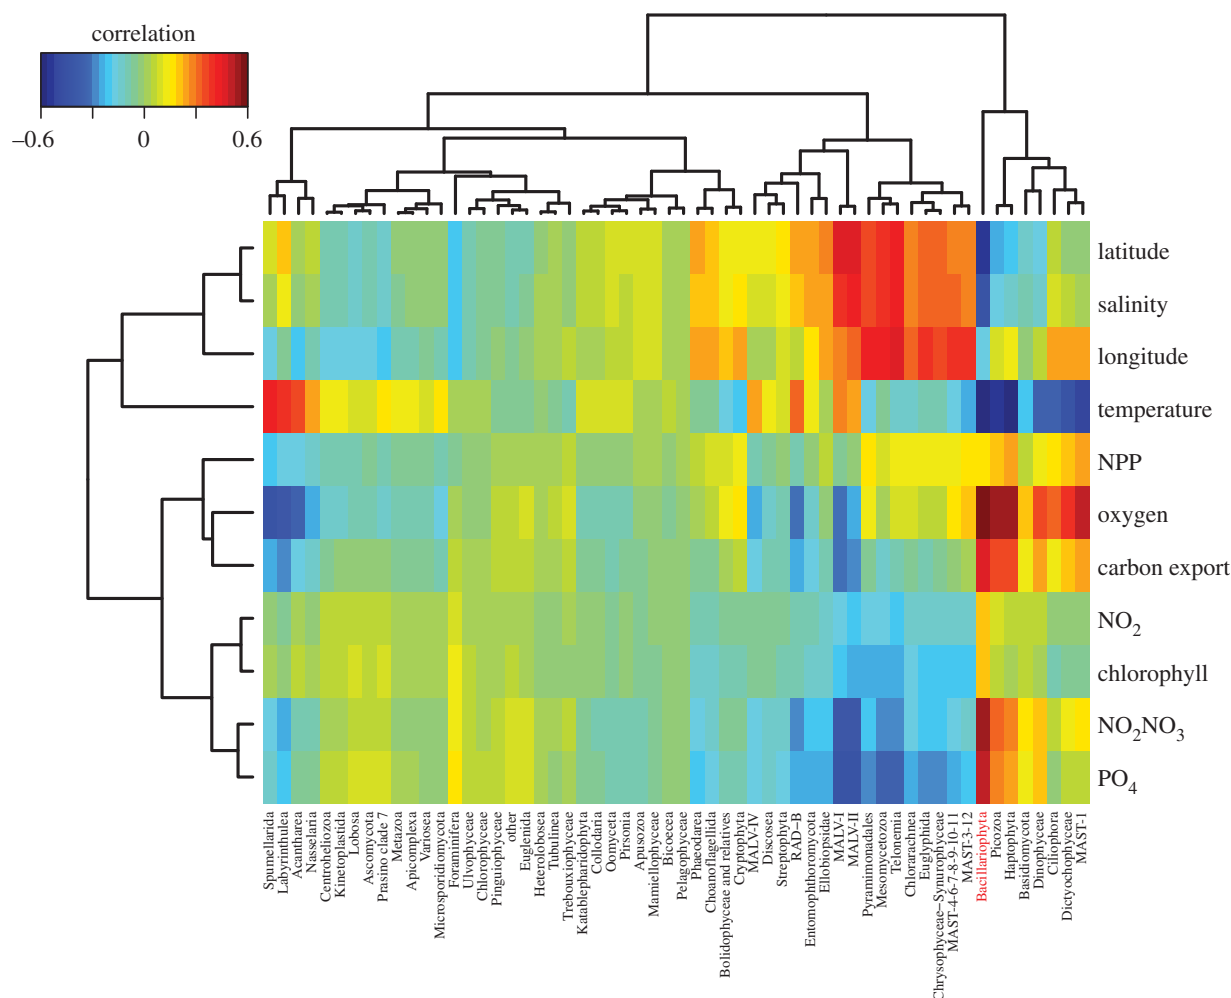 correlation
−0.6 0 0.6
latitude
salinity
longitude
temperature
NPP
oxygen
carbon export
NO2
chlorophyll
NO2NO3
PO4
Spumellarida
Labyrinthulea
Acantharea
Nassellaria
Centroheliozoa
Kinetoplastida
Lobosa
Ascomycota
Prasino clade 7
Metazoa
Apicomplexa
Variosea
Microsporidiomycota
Foraminifera
Ulvophyceae
Chlorophyceae
Pinguiophyceae
other
Euglenida
Heterolobosea
Tubulinea
Trebouxiophyceae
Katablepharidophyta
Collodaria
Oomyceta
Pirsonia
Apusozoa
Mamiellophyceae
Bicoecea
Pelagophyceae
Phaeodarea
Choanoflagellida
Bolidophyceae and relatives
Cryptophyta
MALV-IV
Discosea
Streptophyta
RAD−B
Entomophthoromycota
Ellobiopsidae
MALV-I
MALV-II
Pyramimonadales
Mesomycetozoa
Telonemia
Chlorarachnea
Euglyphida
Chrysophyceae−Synurophyceae
MAST-4-6-7-8-9-10-11
MAST-3-12
Bacillariophyta
Picozoa
Haptophyta
Basidiomycota
Dinophyceae
Ciliophora
Dictyochophyceae
MAST-1